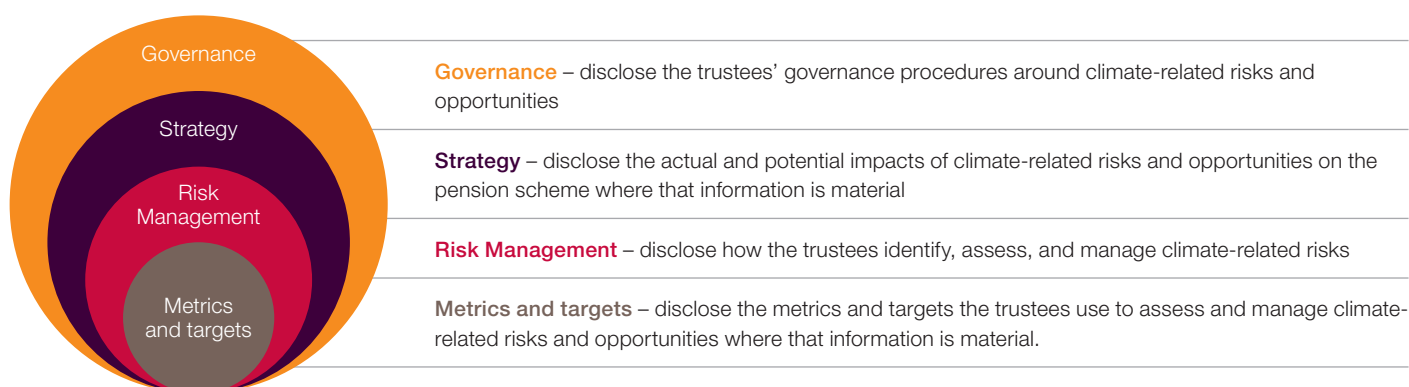 Governance
Strategy
Risk
Management
Metrics
and targets
Governance – disclose the trustees’ governance procedures around climate-related risks and
opportunities
Strategy – disclose the actual and potential impacts of climate-related risks and opportunities on the
pension scheme where that information is material
Risk Management – disclose how the trustees identify, assess, and manage climate-related risks
Metrics and targets – disclose the metrics and targets the trustees use to assess and manage climate-
related risks and opportunities where that information is material.